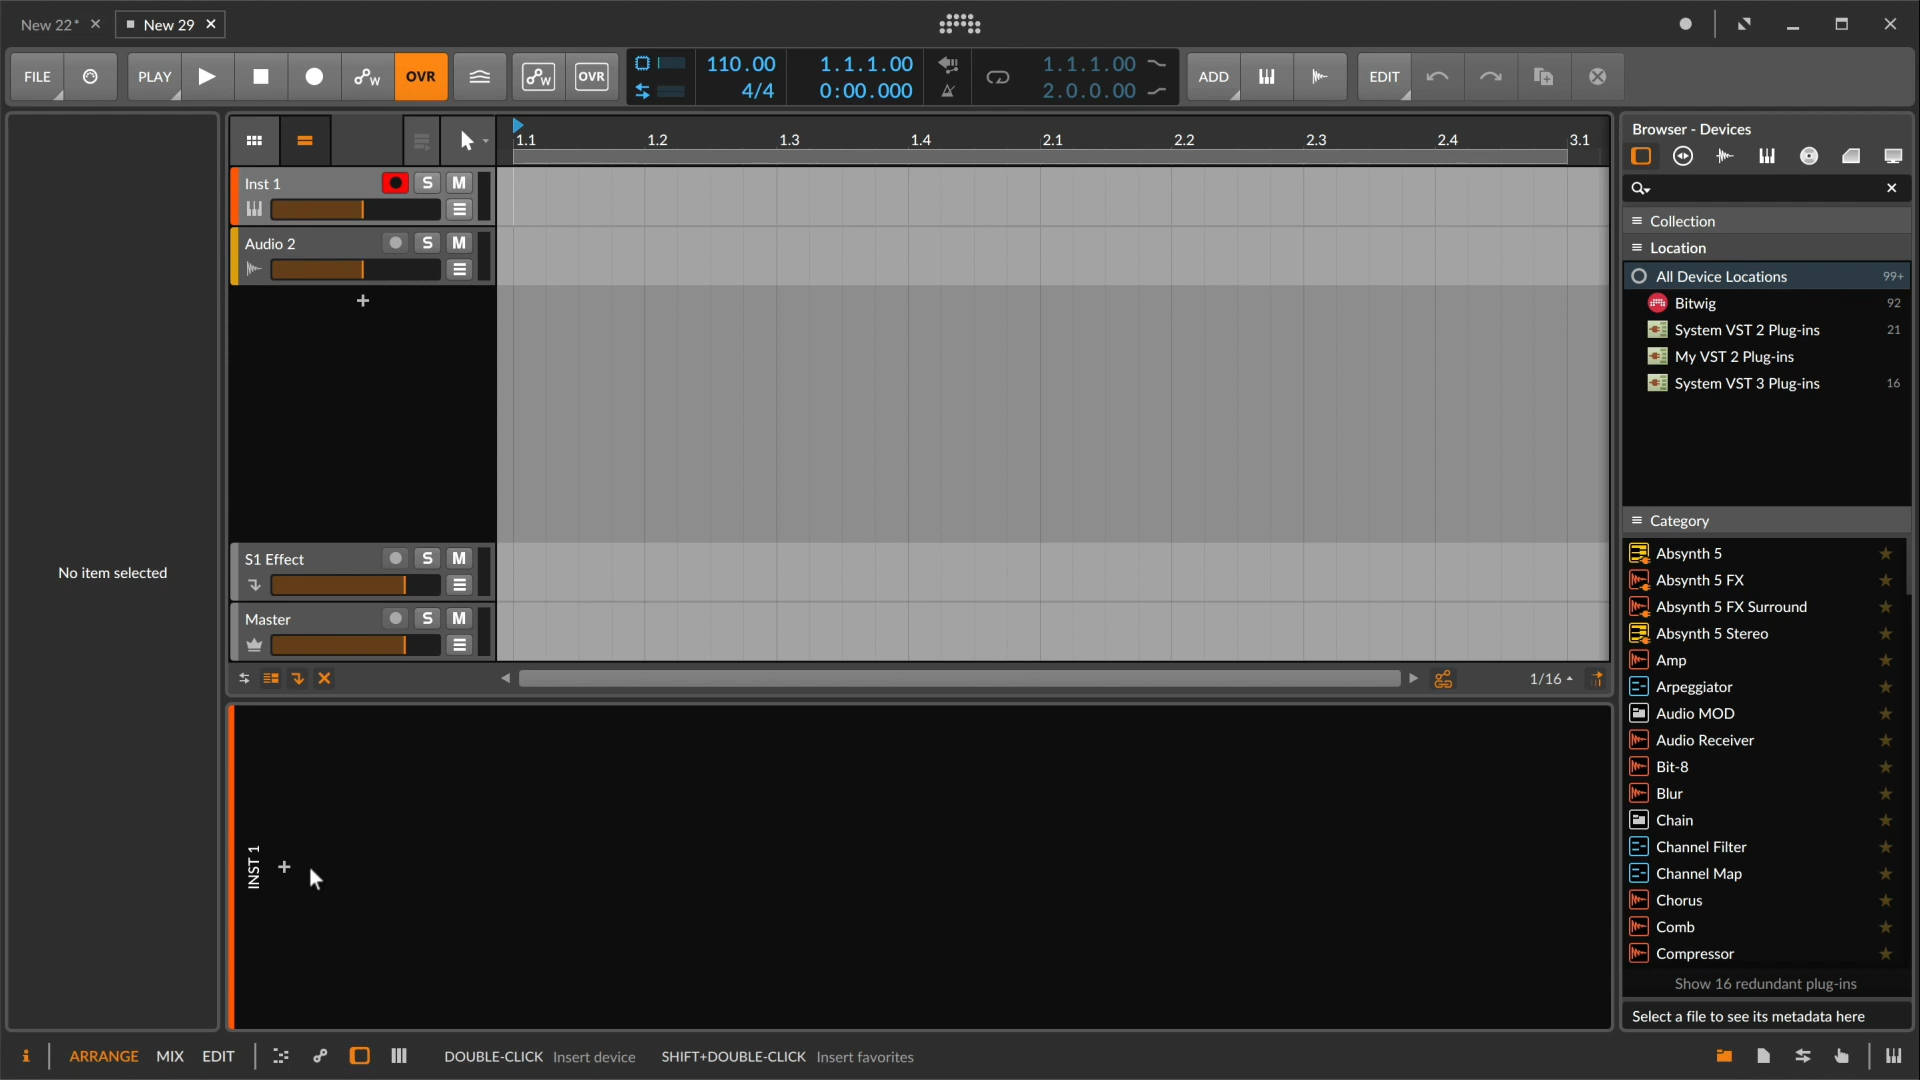 New 22*
New 29
FILE
PLAY
OVR
OVR
110.00
4/4
1.1.1.00
0:00.000
1.1.1.00
2.0.0.00
ADD
EDIT
1.1
1.2
1.3
1.4
2.1
2.2
2.3
2.4
3.1
Inst 1
S
M
Audio 2
S
M
No item selected
S1 Effect
S
M
Master
S
M
1/16
INST 1
Browser - Devices
Collection
Location
All Device Locations 99+
Bitwig 92
System VST 2 Plug-ins 21
My VST 2 Plug-ins
System VST 3 Plug-ins 16
Category
Absynth 5
Absynth 5 FX
Absynth 5 FX Surround
Absynth 5 Stereo
Amp
Arpeggiator
Audio MOD
Audio Receiver
Bit-8
Blur
Chain
Channel Filter
Channel Map
Chorus
Comb
Compressor
Show 16 redundant plug-ins
Select a file to see its metadata here
i
ARRANGE MIX EDIT
DOUBLE-CLICK Insert device SHIFT+DOUBLE-CLICK Insert favorites